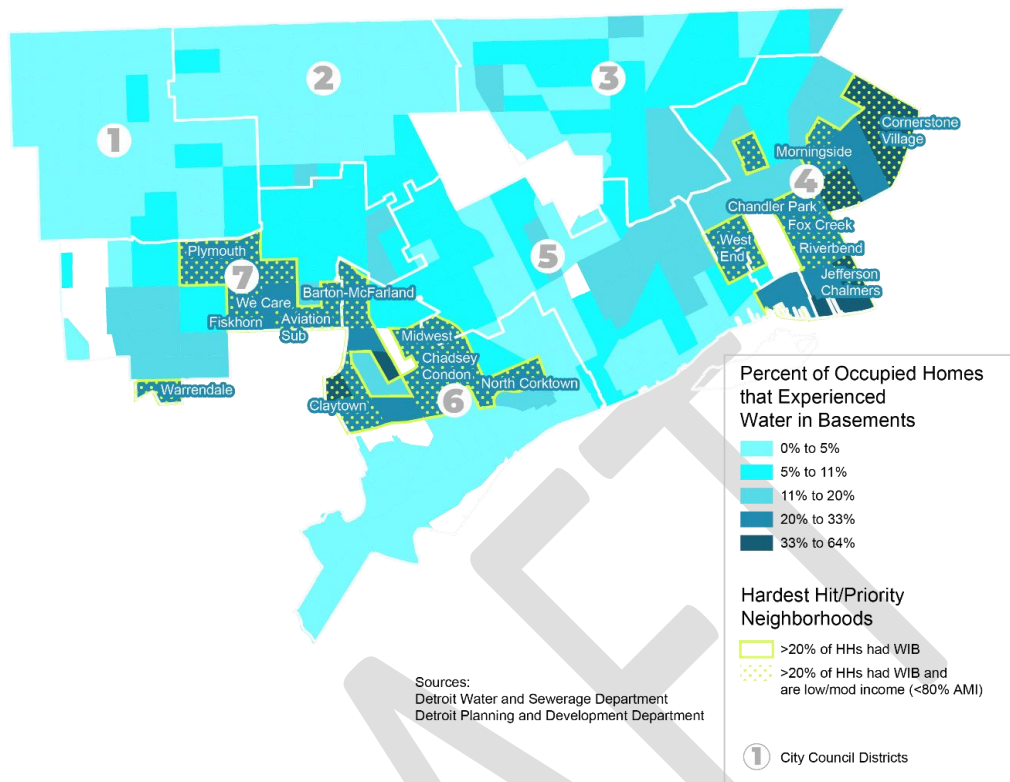 1
2
3
4
5
6
7
Cornerstone
Village
Morningside
Chandler Park
Fox Creek
Riverbend
Jefferson
Chalmers
West
End
Plymouth
We Care
Fiskhorn
Aviation
Sub
Barton-McFarland
Midwest
Chadsey
Condon
North Corktown
Claytown
Warrendale
Percent of Occupied Homes
that Experienced
Water in Basements
0% to 5%
5% to 11%
11% to 20%
20% to 33%
33% to 64%
Hardest Hit/Priority
Neighborhoods
>20% of HHs had WIB
>20% of HHs had WIB and
are low/mod income (<80% AMI)
1 City Council Districts
Sources:
Detroit Water and Sewerage Department
Detroit Planning and Development Department